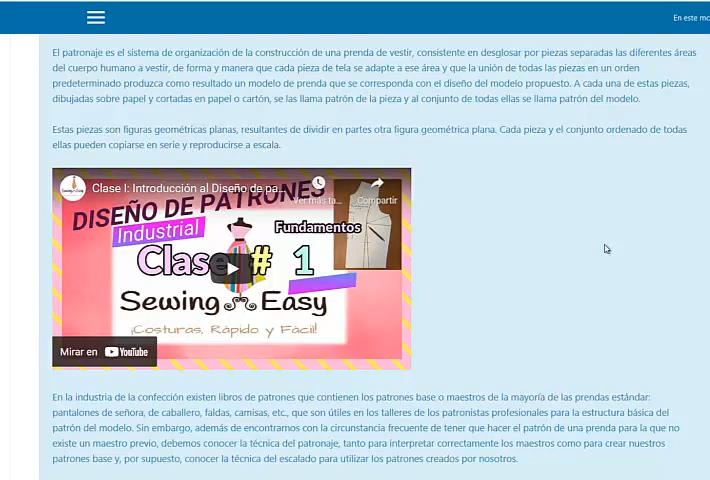 En este mo
El patronaje es el sistema de organización de la construcción de una prenda de vestir, consistente en desglosar por piezas separadas las diferentes áreas
del cuerpo humano a vestir, de forma y manera que cada pieza de tela se adapte a ese área y que la unión de todas las piezas en un orden
predeterminado produzca como resultado un modelo de prenda que se corresponda con el diseño del modelo propuesto. A cada una de estas piezas,
dibujadas sobre papel y cortadas en papel o cartón, se las llama patrón de la pieza y al conjunto de todas ellas se llama patrón del modelo.
Estas piezas son figuras geométricas planas, resultantes de dividir en partes otra figura geométrica plana. Cada pieza y el conjunto ordenado de todas
ellas pueden copiarse en serie y reproducirse a escala.
Clase I: Introducción al Diseño de pa...
Ver más ta...
Compartir
DISEÑO DE PATRONES
Industrial
Fundamentos
Clase # 1
Sewing Easy
¡Costuras, Rápido y Fácil!
Mirar en YouTube
En la industria de la confección existen libros de patrones que contienen los patrones base o maestros de la mayoría de las prendas estándar:
pantalones de señora, de caballero, faldas, camisas, etc., que son útiles en los talleres de los patronistas profesionales para la estructura básica del
patrón del modelo. Sin embargo, además de encontrarnos con la circunstancia frecuente de tener que hacer el patrón de una prenda para la que no
existe un maestro previo, debemos conocer la técnica del patronaje, tanto para interpretar correctamente los maestros como para crear nuestros
patrones base y, por supuesto, conocer la técnica del escalado para utilizar los patrones creados por nosotros.